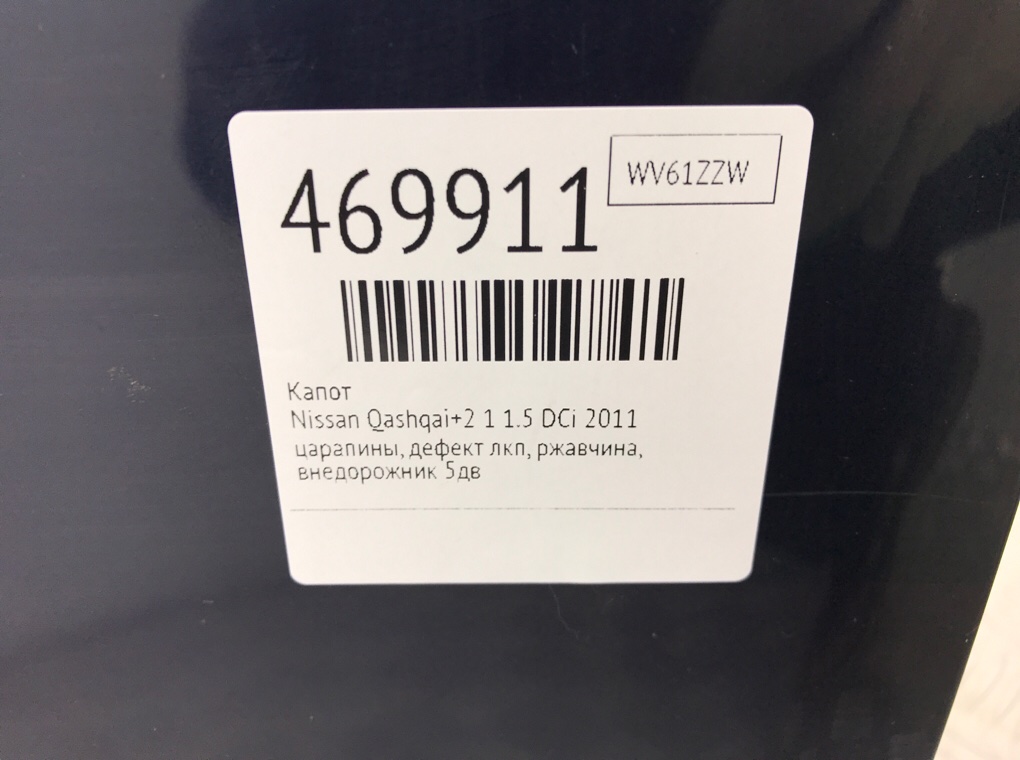 469911
WV61ZZW
Капот
Nissan Qashqai+2 1 1.5 DCi 2011
царапины, дефект лкп, ржавчина,
внедорожник 5дв